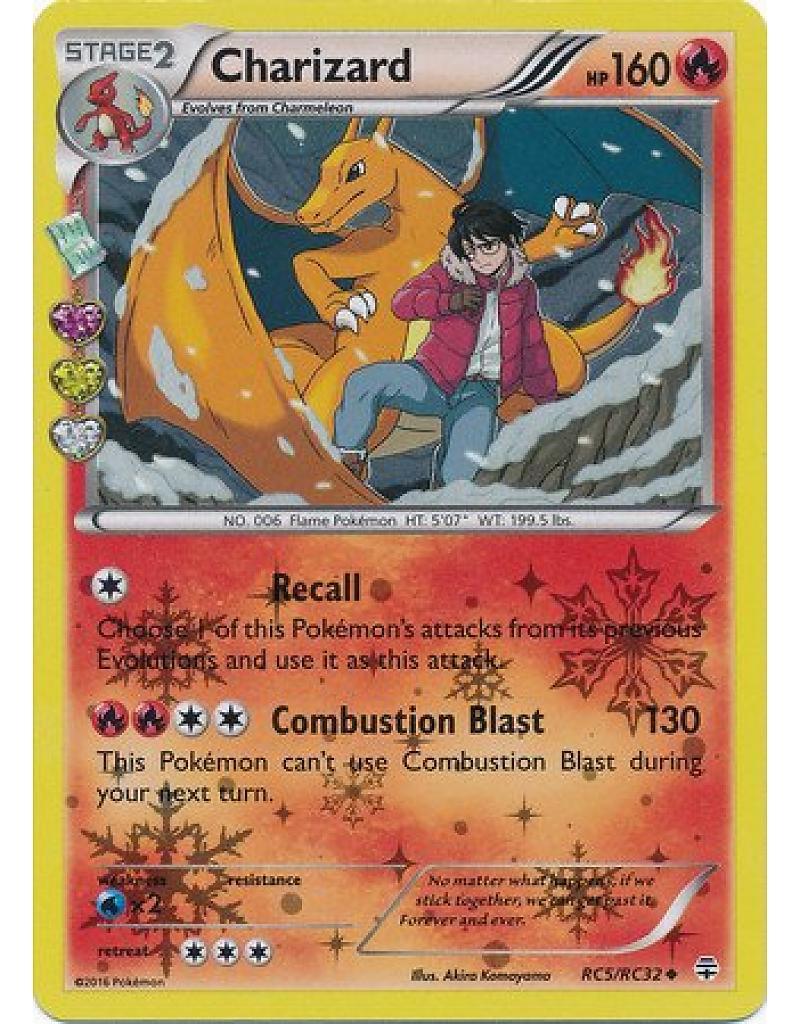 STAGE2
Charizard
HP160
Evolves from Charmeleon
NO. 006 Flame Pokémon HT: 5'07" WT: 199.5 lbs.
Recall
Choose 1 of this Pokémon's attacks from its previous
Evolutions and use it as this attack.
Combustion Blast 130
This Pokémon can't use Combustion Blast during
your next turn.
weakness resistance
×2
No matter what happens, if we
stick together, we can get past it.
Forever and ever.
retreat
©2016 Pokémon
Illus. Akira Komayama
RC5/RC32